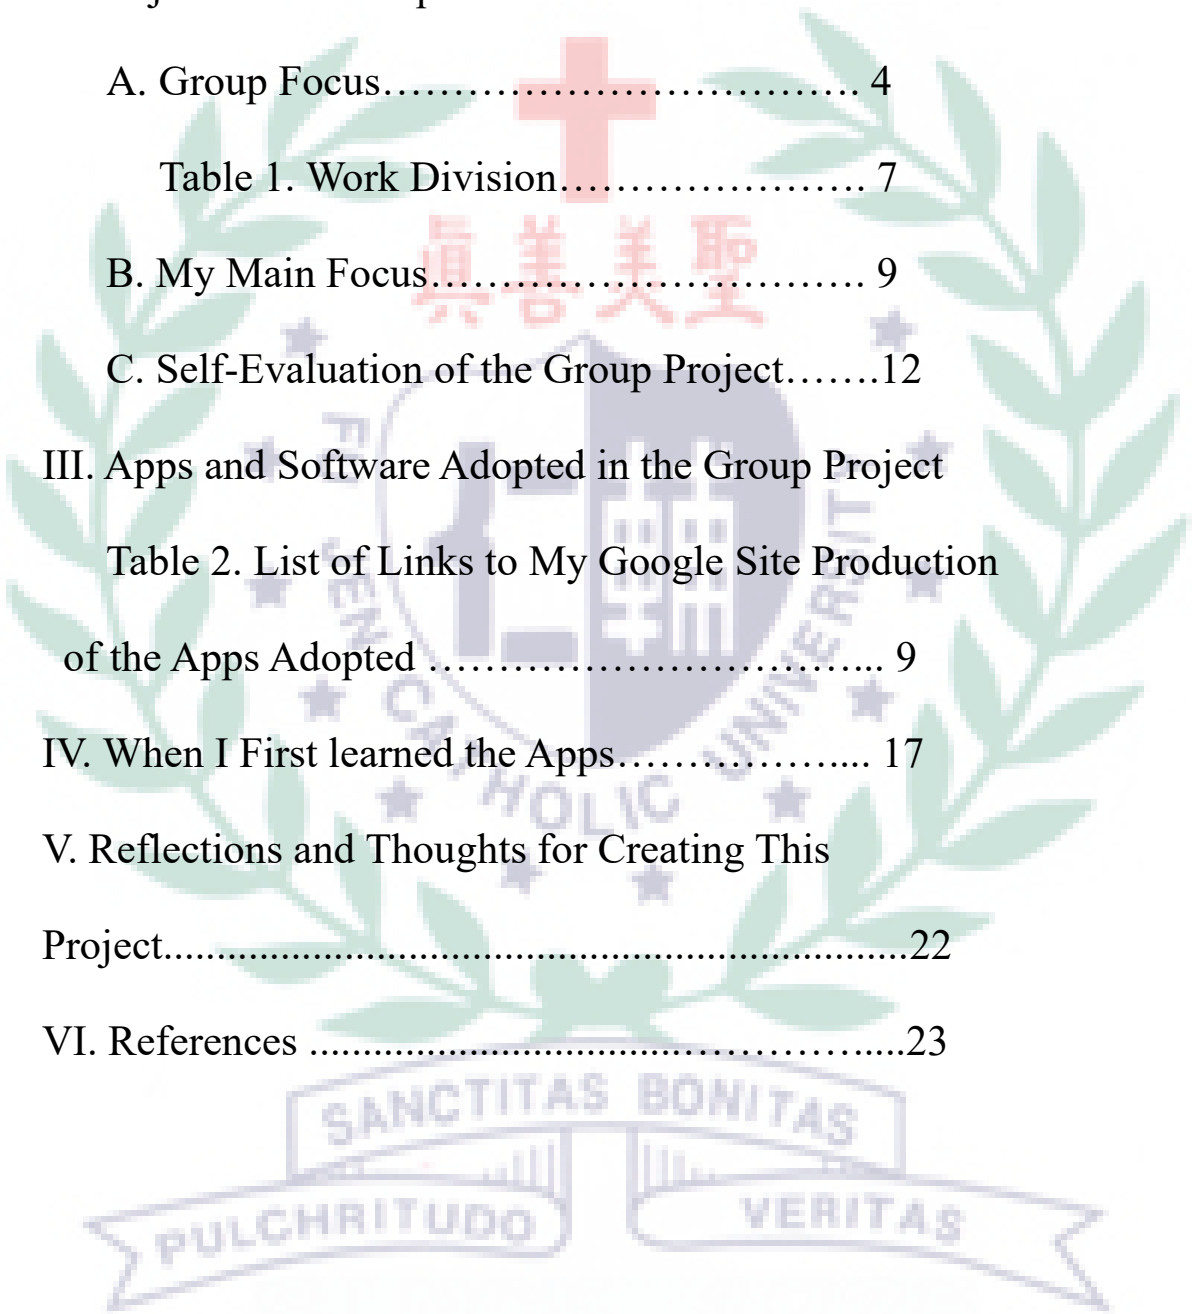 A. Group Focus…………………………….. 4
Table 1. Work Division…………………. 7
B. My Main Focus…………………………. 9
C. Self-Evaluation of the Group Project…….12
III. Apps and Software Adopted in the Group Project
Table 2. List of Links to My Google Site Production
of the Apps Adopted …………………………... 9
IV. When I First learned the Apps……………... 17
V. Reflections and Thoughts for Creating This
Project........................................................................22
VI. References ....................................………….....23
眞善美聖
FU JEN CATHOLIC UNIVERSITY
SANCTITAS BONITAS
PULCHRITUDO VERITAS